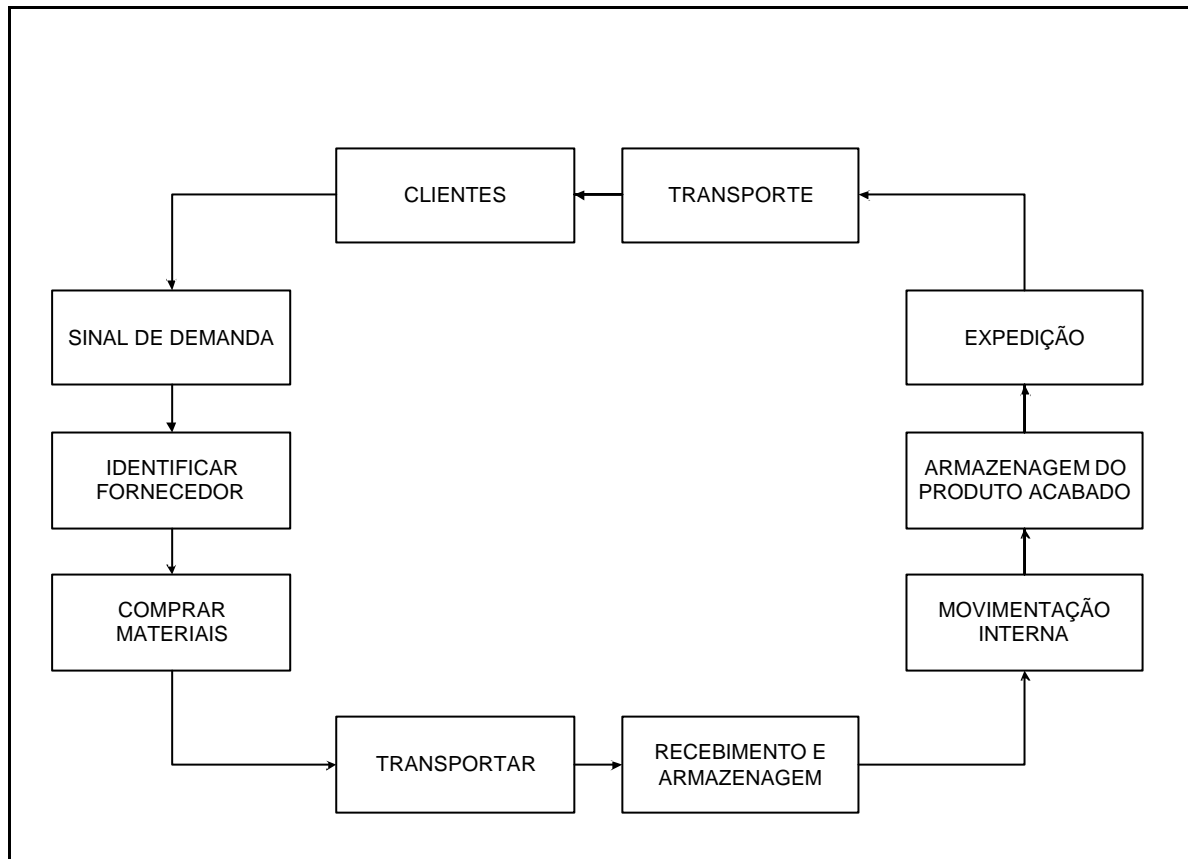 CLIENTES
TRANSPORTE
SINAL DE DEMANDA
EXPEDIÇÃO
IDENTIFICAR
FORNECEDOR
ARMAZENAGEM DO
PRODUTO ACABADO
COMPRAR
MATERIAIS
MOVIMENTAÇÃO
INTERNA
TRANSPORTAR
RECEBIMENTO E
ARMAZENAGEM